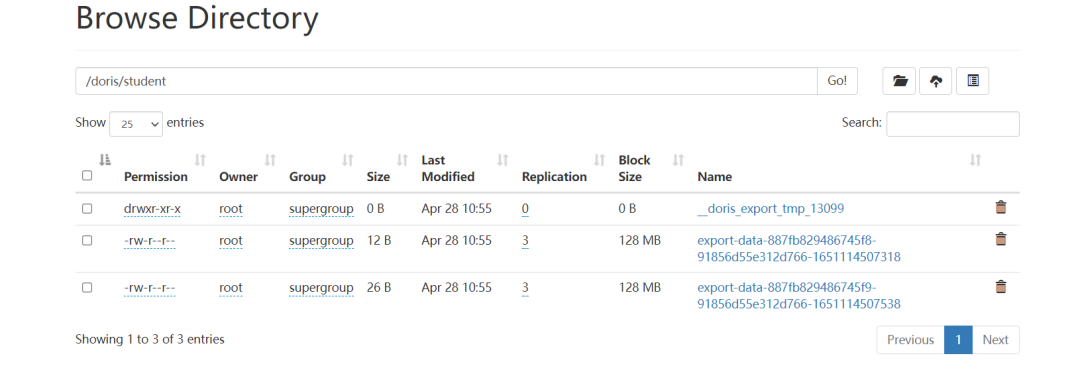 Browse Directory
/doris/student Go!
Show 25 entries Search:
Permission Owner Group Size Last Modified Replication Block Size Name
drwxr-xr-x root supergroup 0 B Apr 28 10:55 0 0 B __doris_export_tmp_13099
-rw-r--r-- root supergroup 12 B Apr 28 10:55 3 128 MB export-data-887fb829486745f8-
91856d55e312d766-1651114507318
-rw-r--r-- root supergroup 26 B Apr 28 10:55 3 128 MB export-data-887fb829486745f9-
91856d55e312d766-1651114507538
Showing 1 to 3 of 3 entries Previous 1 Next